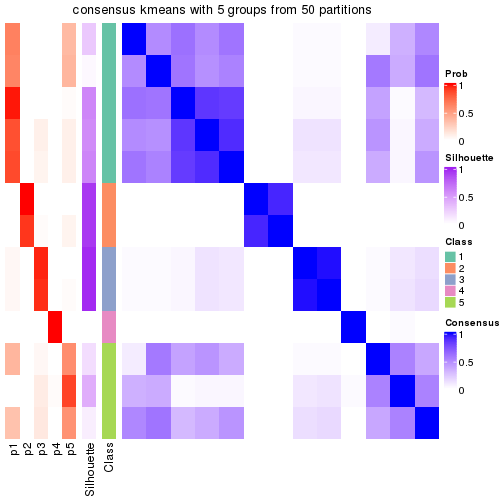 consensus kmeans with 5 groups from 50 partitions
Prob
1
0.5
0
Silhouette
1
0.5
0
Class
1
2
3
4
5
Consensus
1
0.5
0
p1
p2
p3
p4
p5
Silhouette
Class